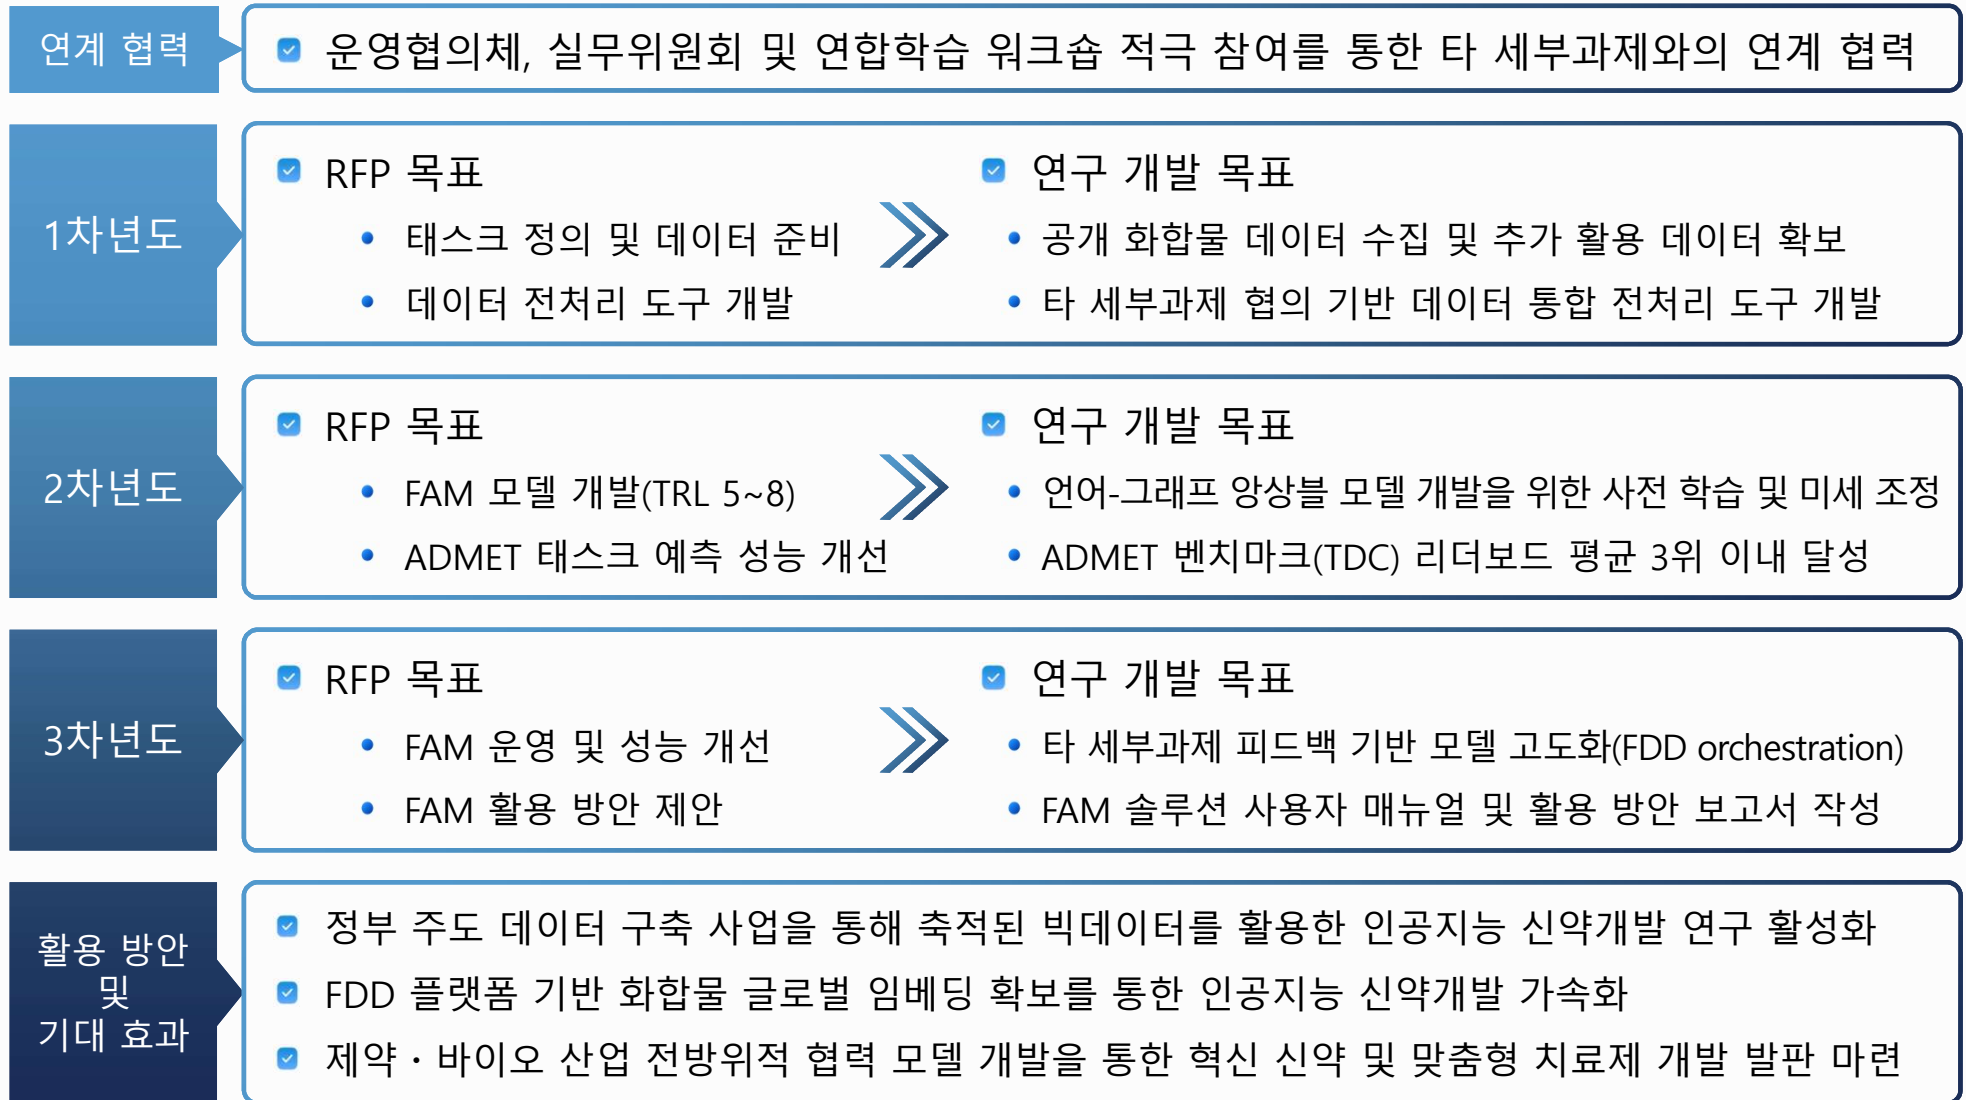 연계 협력
운영협의체, 실무위원회 및 연합학습 워크숍 적극 참여를 통한 타 세부과제와의 연계 협력
1차년도
RFP 목표
태스크 정의 및 데이터 준비
데이터 전처리 도구 개발
연구 개발 목표
공개 화합물 데이터 수집 및 추가 활용 데이터 확보
타 세부과제 협의 기반 데이터 통합 전처리 도구 개발
2차년도
RFP 목표
FAM 모델 개발(TRL 5~8)
ADMET 태스크 예측 성능 개선
연구 개발 목표
언어-그래프 앙상블 모델 개발을 위한 사전 학습 및 미세 조정
ADMET 벤치마크(TDC) 리더보드 평균 3위 이내 달성
3차년도
RFP 목표
FAM 운영 및 성능 개선
FAM 활용 방안 제안
연구 개발 목표
타 세부과제 피드백 기반 모델 고도화(FDD orchestration)
FAM 솔루션 사용자 매뉴얼 및 활용 방안 보고서 작성
활용 방안
및
기대 효과
정부 주도 데이터 구축 사업을 통해 축적된 빅데이터를 활용한 인공지능 신약개발 연구 활성화
FDD 플랫폼 기반 화합물 글로벌 임베딩 확보를 통한 인공지능 신약개발 가속화
제약・바이오 산업 전방위적 협력 모델 개발을 통한 혁신 신약 및 맞춤형 치료제 개발 발판 마련